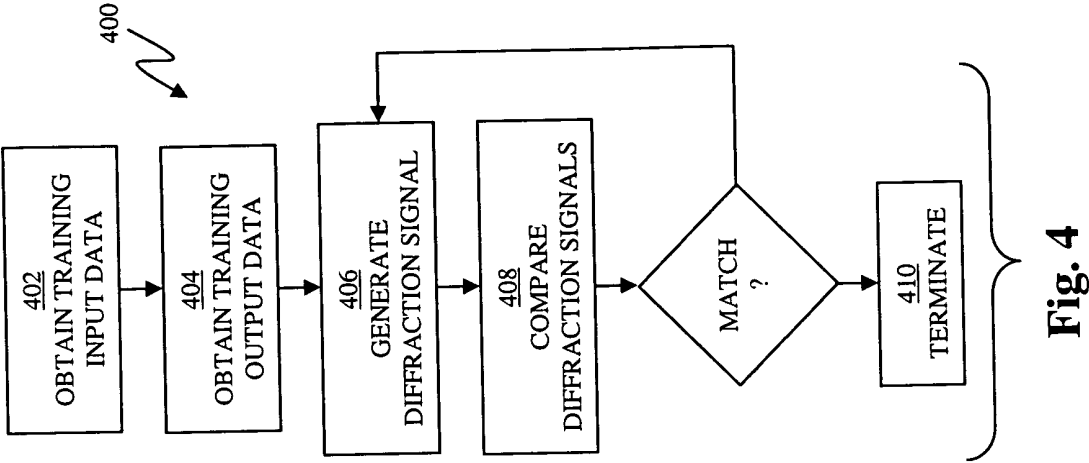 400
402
OBTAIN TRAINING
INPUT DATA
404
OBTAIN TRAINING
OUTPUT DATA
406
GENERATE
DIFFRACTION SIGNAL
408
COMPARE
DIFFRACTION SIGNALS
MATCH
?
410
TERMINATE
Fig. 4